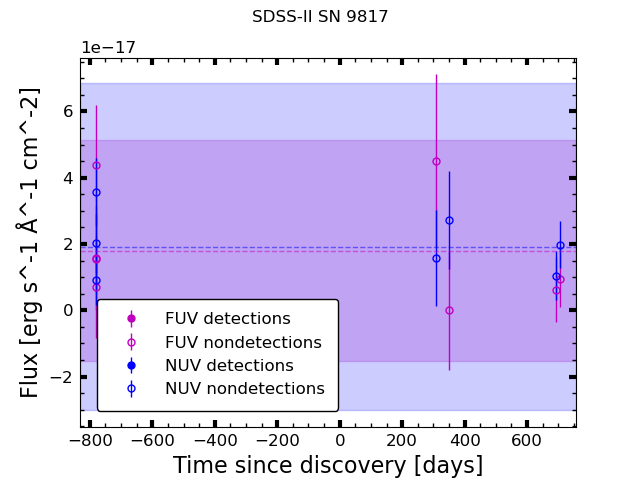 SDSS-II SN 9817
1e−17
6
4
2
0
−2
Flux [erg s^-1 Å^-1 cm^-2]
FUV detections
FUV nondetections
NUV detections
NUV nondetections
−800 −600 −400 −200 0 200 400 600
Time since discovery [days]